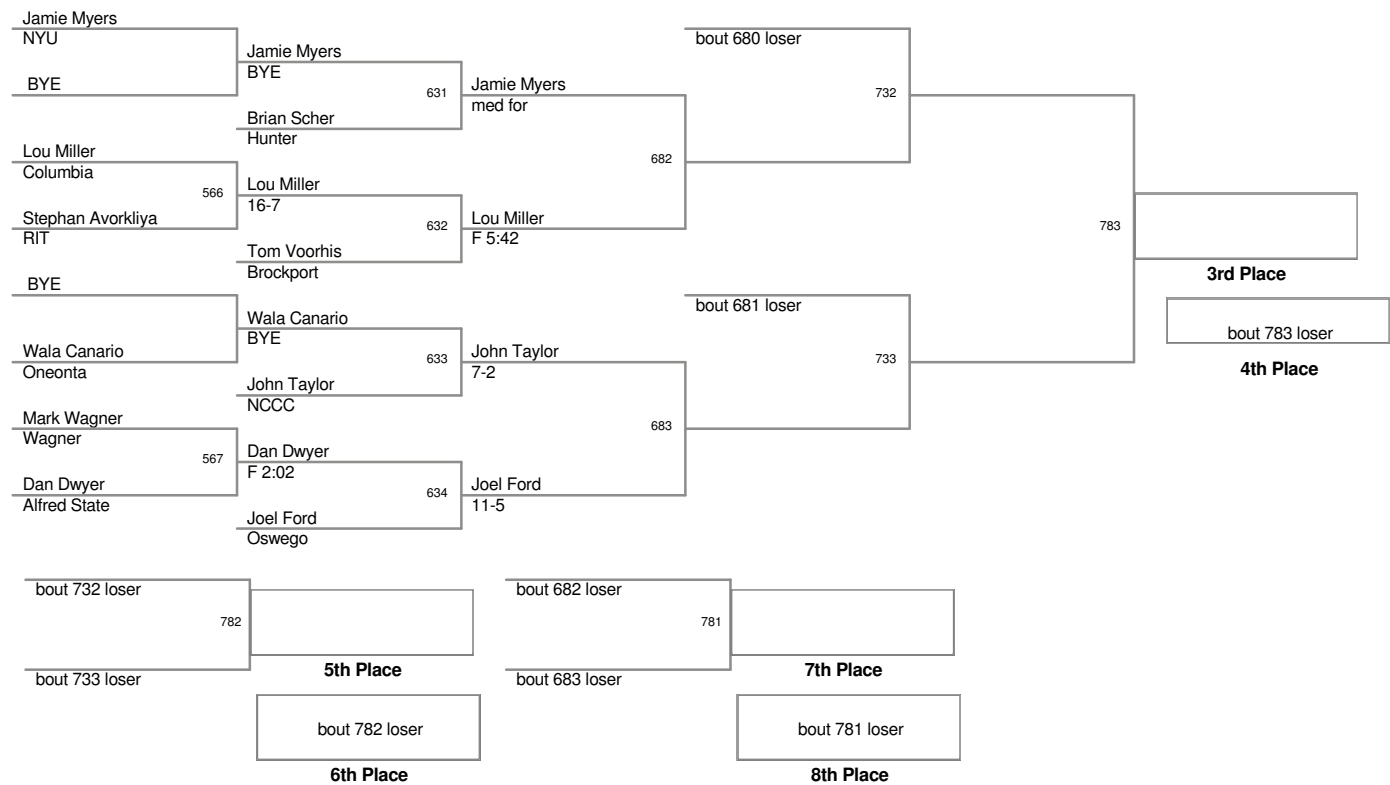 Jamie Myers
NYU
BYE
Lou Miller
Columbia
566
Stephan Avorkliya
RIT
BYE
Wala Canario
Oneonta
Mark Wagner
Wagner
567
Dan Dwyer
Alfred State
Jamie Myers
BYE
631
Brian Scher
Hunter
Lou Miller
16-7
632
Tom Voorhis
Brockport
Wala Canario
BYE
633
John Taylor
NCCC
Dan Dwyer
F 2:02
634
Joel Ford
Oswego
Jamie Myers
med for
682
Lou Miller
F 5:42
John Taylor
7-2
683
Joel Ford
11-5
bout 680 loser
732
bout 681 loser
733
783
3rd Place
bout 783 loser
4th Place
bout 732 loser
782
bout 733 loser
5th Place
bout 782 loser
6th Place
bout 682 loser
781
bout 683 loser
7th Place
bout 781 loser
8th Place